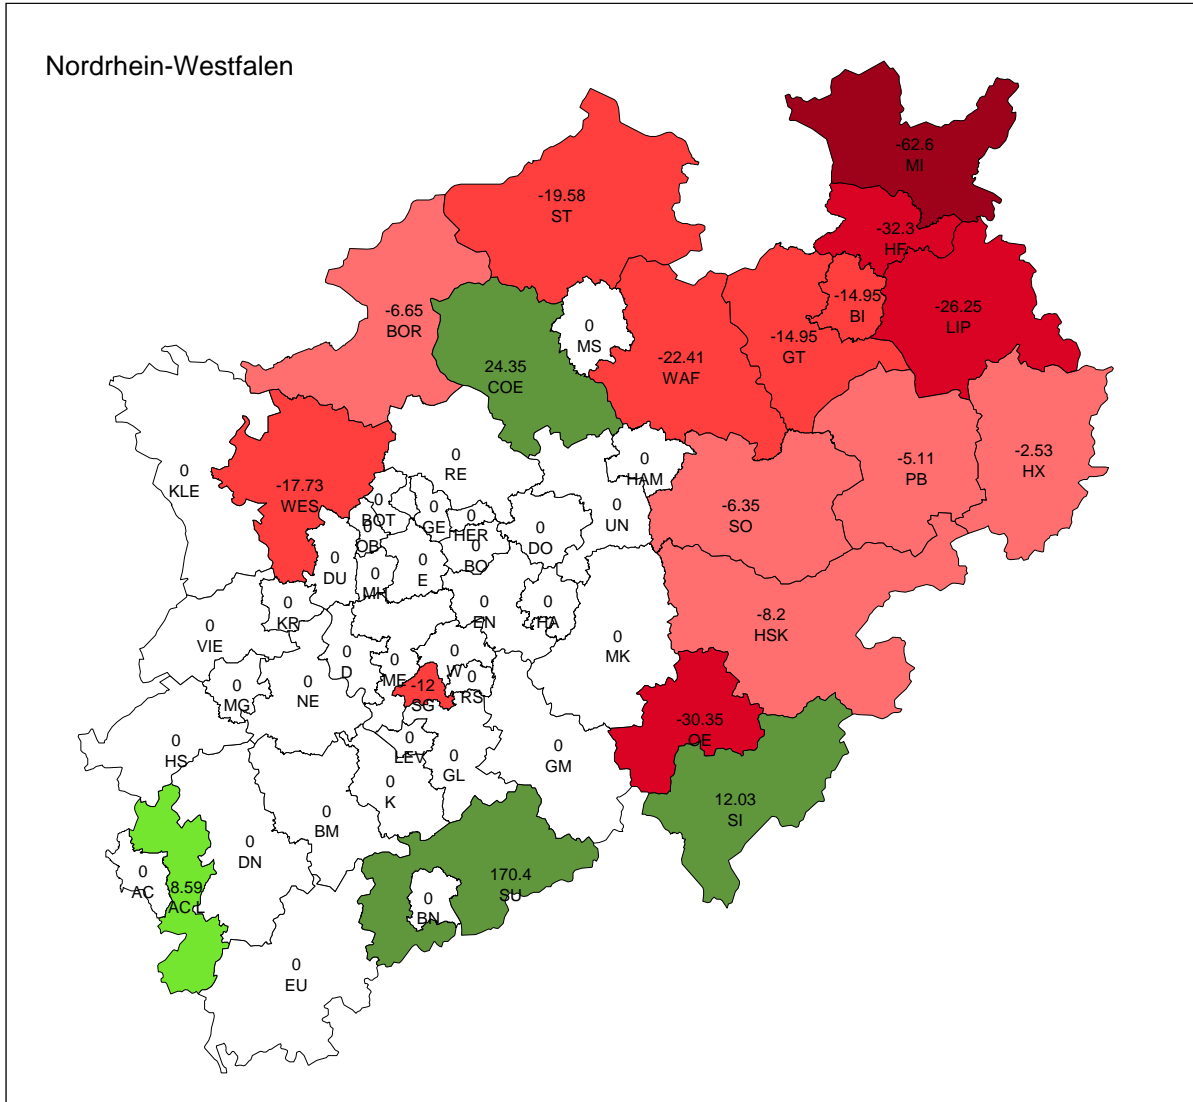 Nordrhein-Westfalen
-62.6
MI
-19.58
ST
-32.3
HF
-14.95
BI
-26.25
LIP
-6.65
BOR
0
MS
-14.95
GT
24.35
COE
-22.41
WAF
0
KLE
-17.73
WES
0
RE
0
HAM
-5.11
PB
-2.53
HX
0
BOT
0
GE
0
HER
0
OB
0
DO
0
UN
-6.35
SO
0
DU
0
MH
0
E
0
BO
0
KR
0
EN
0
HA
0
VIE
0
MK
-8.2
HSK
0
D
0
ME
0
W
0
MG
0
NE
-12
SG
0
RS
-30.35
OE
0
HS
0
LEV
0
GL
0
GM
0
K
12.03
SI
0
BM
0
DN
0
AC
8.59
AC L
170.4
SU
0
BN
0
EU